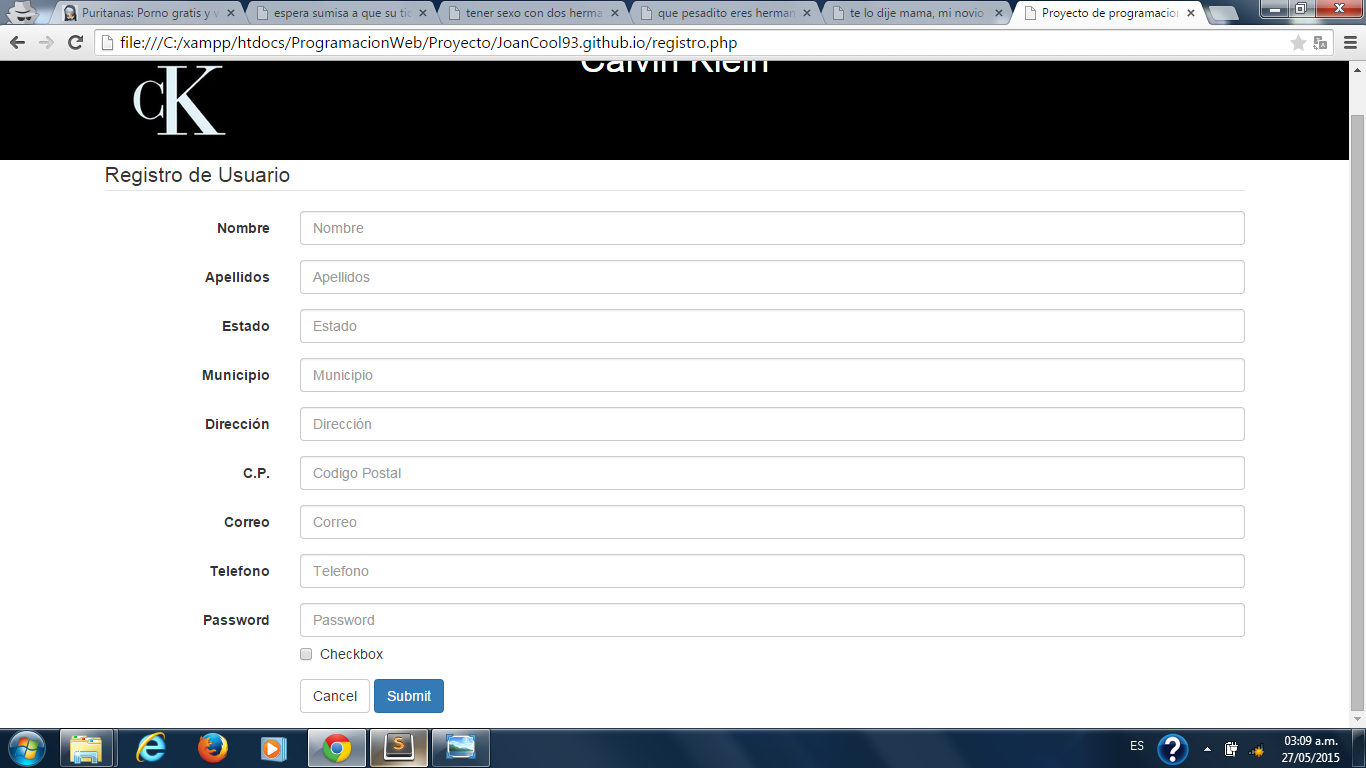 Puritanas: Porno gratis y v
espera sumisa a que su tio
tener sexo con dos herma
que pesadito eres herman
te lo dije mama, mi novio
Proyecto de programacion
file:///C:/xampp/htdocs/ProgramacionWeb/Proyecto/JoanCool93.github.io/registro.php
cK
Calvin Klein
Registro de Usuario
Nombre
Nombre
Apellidos
Apellidos
Estado
Estado
Municipio
Municipio
Dirección
Dirección
C.P.
Codigo Postal
Correo
Correo
Telefono
Telefono
Password
Password
Checkbox
Cancel
Submit
ES
03:09 a.m.
27/05/2015